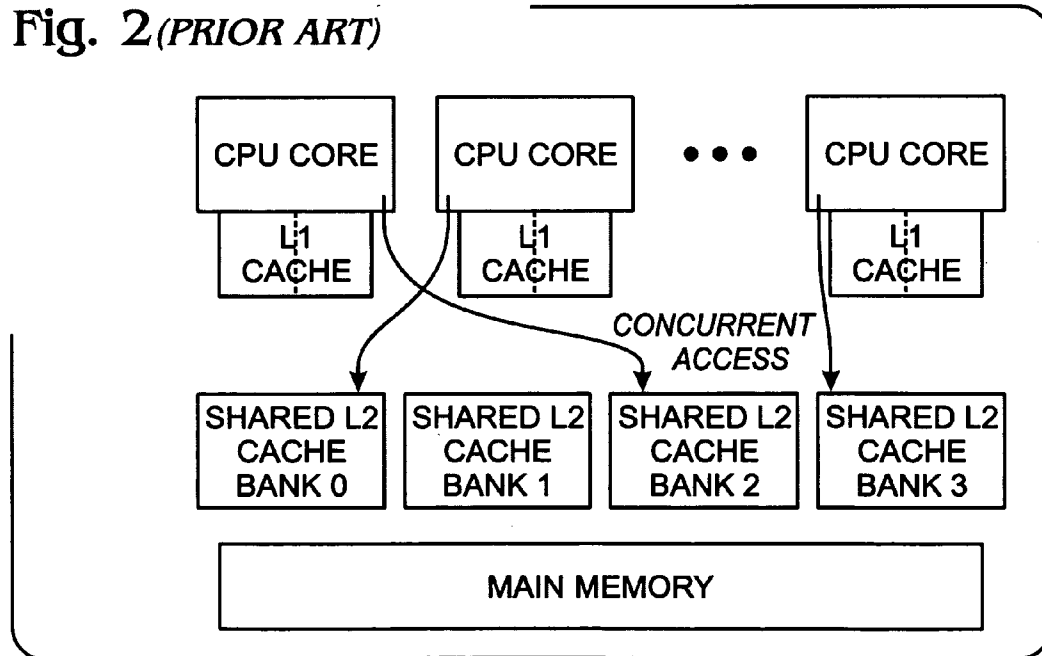 Fig. 2 (PRIOR ART)
CPU CORE
CPU CORE
CPU CORE
L1
CACHE
L1
CACHE
L1
CACHE
CONCURRENT
ACCESS
SHARED L2
CACHE
BANK 0
SHARED L2
CACHE
BANK 1
SHARED L2
CACHE
BANK 2
SHARED L2
CACHE
BANK 3
MAIN MEMORY